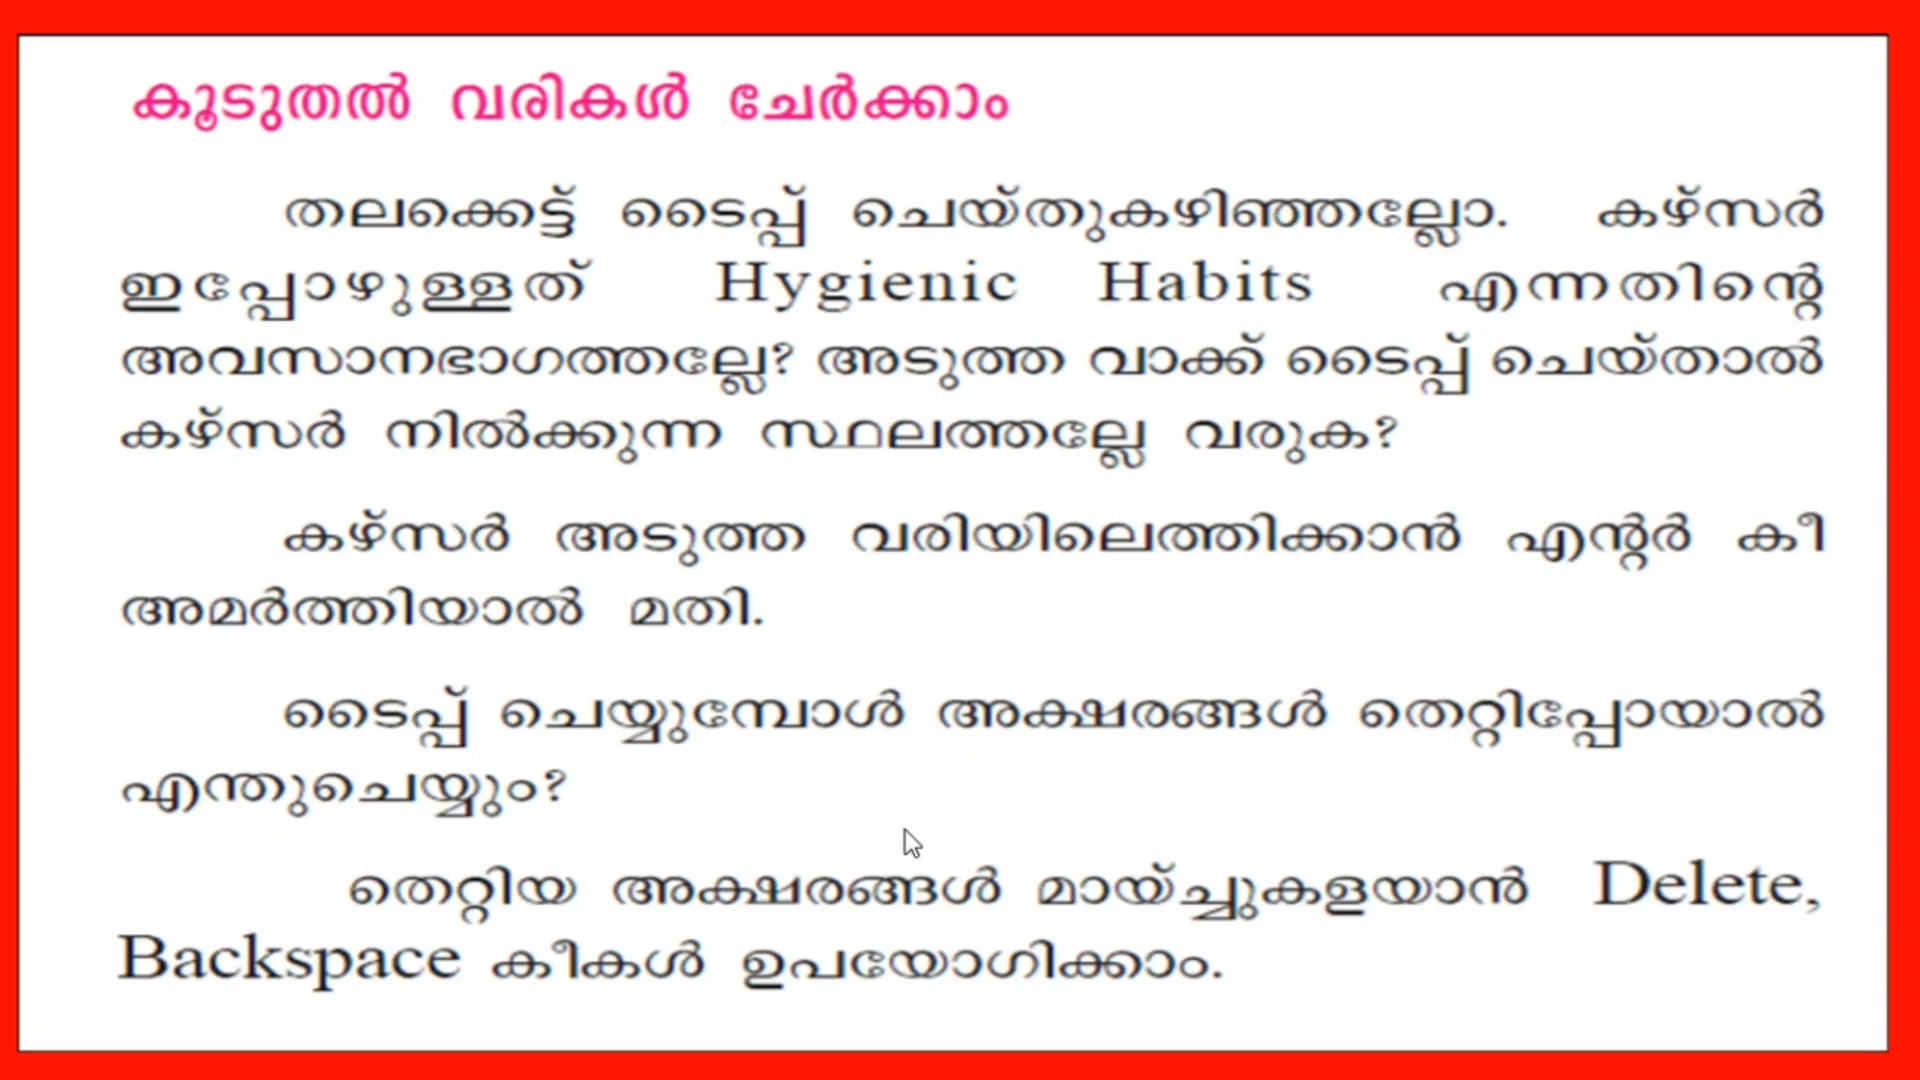 കൂടുതൽ വരികൾ ചേർക്കാം
തലക്കെട്ട് ടൈപ്പ് ചെയ്തുകഴിഞ്ഞല്ലോ. കഴ്സർ
ഇപ്പോഴുള്ളത് Hygienic Habits എന്നതിന്റെ
അവസാനഭാഗത്തല്ലേ? അടുത്ത വാക്ക് ടൈപ്പ് ചെയ്താൽ
കഴ്സർ നിൽക്കുന്ന സ്ഥലത്തല്ലേ വരുക?
കഴ്സർ അടുത്ത വരിയിലെത്തിക്കാൻ എന്റർ കീ
അമർത്തിയാൽ മതി.
ടൈപ്പ് ചെയ്യുമ്പോൾ അക്ഷരങ്ങൾ തെറ്റിപ്പോയാൽ
എന്തുചെയ്യും?
തെറ്റിയ അക്ഷരങ്ങൾ മായ്ച്ചുകളയാൻ Delete,
Backspace കീകൾ ഉപയോഗിക്കാം.